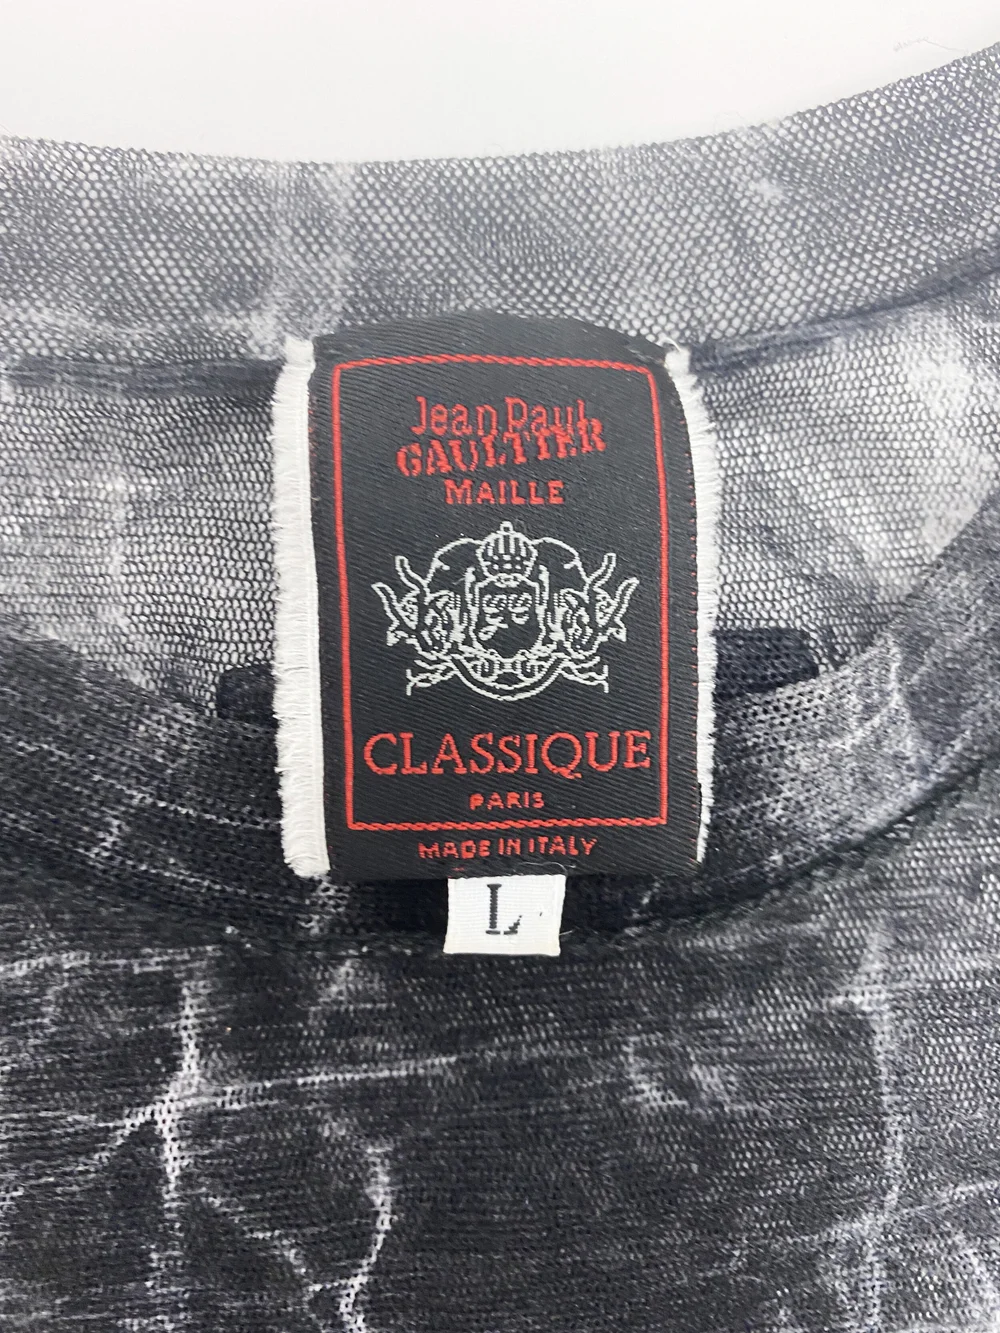 Jean Paul
GAULTIER
MAILLE
CLASSIQUE
PARIS
MADE IN ITALY
L